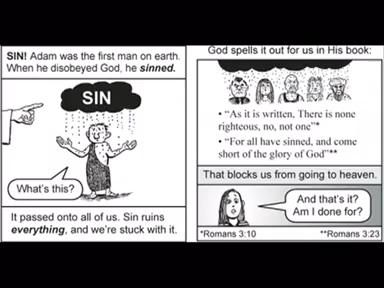 SIN! Adam was the first man on earth.
When he disobeyed God, he sinned.
SIN
What's this?
It passed onto all of us. Sin ruins
everything, and we're stuck with it.
God spells it out for us in His book:
• "As it is written, There is none
righteous, no, not one"*
• "For all have sinned, and come
short of the glory of God"**
That blocks us from going to heaven.
And that's it?
Am I done for?
*Romans 3:10 **Romans 3:23